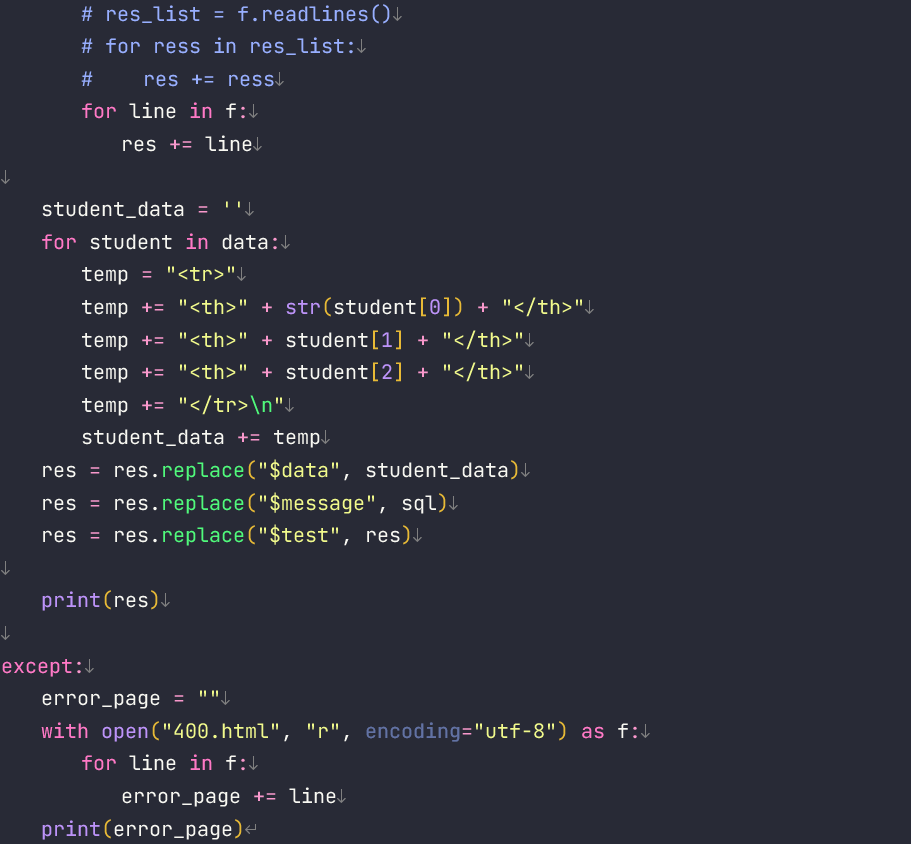 # res_list = f.readlines()↓
# for ress in res_list:↓
#    res += ress↓
for line in f:↓
res += line↓
↓
student_data = ''↓
for student in data:↓
temp = "<tr>"↓
temp += "<th>" + str(student[0]) + "</th>"↓
temp += "<th>" + student[1] + "</th>"↓
temp += "<th>" + student[2] + "</th>"↓
temp += "</tr>\n"↓
student_data += temp↓
res = res.replace("$data", student_data)↓
res = res.replace("$message", sql)↓
res = res.replace("$test", res)↓
↓
print(res)↓
↓
except:↓
error_page = ""↓
with open("400.html", "r", encoding="utf-8") as f:↓
for line in f:↓
error_page += line↓
print(error_page)↵